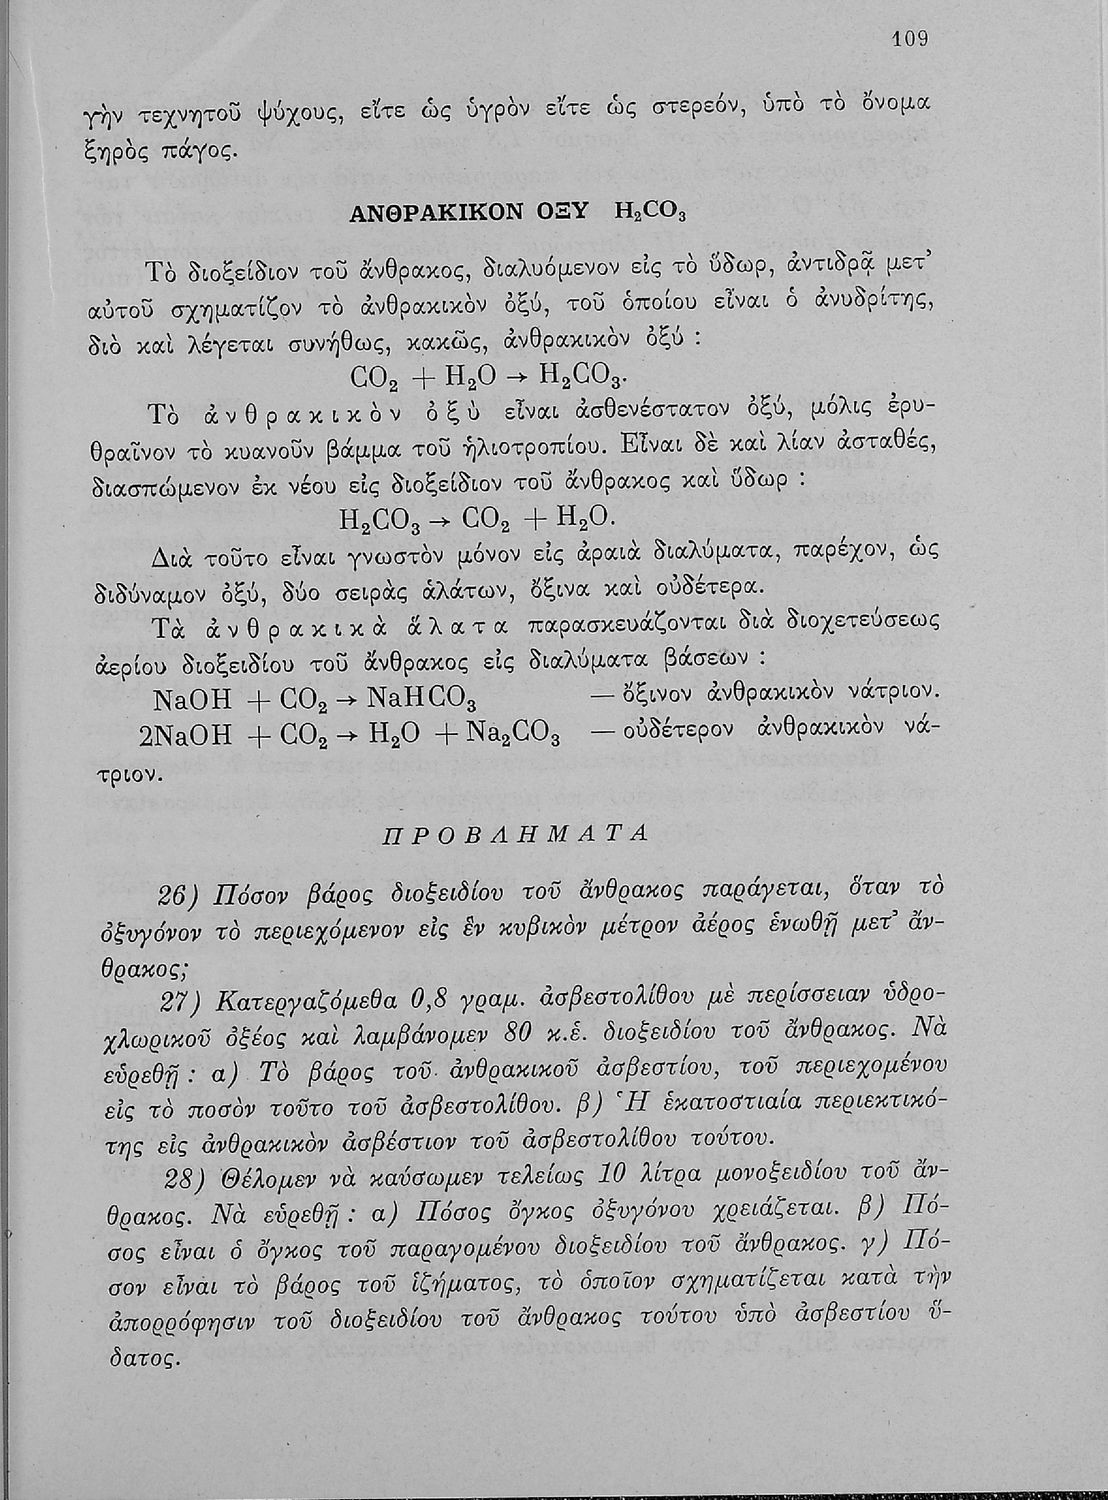 109
γὴν τεχνητοῦ ψύχους, εἴτε ὡς ὑγρὸν εἴτε ὡς στερεόν, ὑπὸ τὸ ὄνομα
ξηρὸς πάγος.
ΑΝΘΡΑΚΙΚΟΝ ΟΞΥ H₂CO₃
Τὸ διοξείδιον τοῦ ἄνθρακος, διαλυόμενον εἰς τὸ ὕδωρ, ἀντιδρᾷ μετ’
αὐτοῦ σχηματίζον τὸ ἀνθρακικὸν ὀξύ, τοῦ ὁποίου εἶναι ὁ ἀνυδρίτης,
διὸ καὶ λέγεται συνήθως, κακῶς, ἀνθρακικὸν ὀξύ :
CO₂ + H₂O → H₂CO₃.
Τὸ ἀνθρακικὸν ὀξὺ εἶναι ἀσθενέστατον ὀξύ, μόλις ἐρυ-
θραῖνον τὸ κυανοῦν βάμμα τοῦ ἡλιοτροπίου. Εἶναι δὲ καὶ λίαν ἀσταθές,
διασπώμενον ἐκ νέου εἰς διοξείδιον τοῦ ἄνθρακος καὶ ὕδωρ :
H₂CO₃ → CO₂ + H₂O.
Διὰ τοῦτο εἶναι γνωστὸν μόνον εἰς ἀραιὰ διαλύματα, παρέχον, ὡς
διδύναμον ὀξύ, δύο σειρὰς ἁλάτων, ὄξινα καὶ οὐδέτερα.
Τὰ ἀνθρακικὰ ἅλατα παρασκευάζονται διὰ διοχετεύσεως
ἀερίου διοξειδίου τοῦ ἄνθρακος εἰς διαλύματα βάσεων :
NaOH + CO₂ → NaHCO₃ — ὄξινον ἀνθρακικὸν νάτριον.
2NaOH + CO₂ → H₂O + Na₂CO₃ — οὐδέτερον ἀνθρακικὸν νά-
τριον.
ΠΡΟΒΛΗΜΑΤΑ
26) Πόσον βάρος διοξειδίου τοῦ ἄνθρακος παράγεται, ὅταν τὸ
ὀξυγόνον τὸ περιεχόμενον εἰς ἓν κυβικὸν μέτρον ἀέρος ἑνωθῇ μετ’ ἄν-
θρακος;
27) Κατεργαζόμεθα 0,8 γραμ. ἀσβεστολίθου μὲ περίσσειαν ὑδρο-
χλωρικοῦ ὀξέος καὶ λαμβάνομεν 80 κ.ἑ. διοξειδίου τοῦ ἄνθρακος. Νὰ
εὑρεθῇ : α) Τὸ βάρος τοῦ ἀνθρακικοῦ ἀσβεστίου, τοῦ περιεχομένου
εἰς τὸ ποσὸν τοῦτο τοῦ ἀσβεστολίθου. β) Ἡ ἑκατοστιαία περιεκτικό-
της εἰς ἀνθρακικὸν ἀσβέστιον τοῦ ἀσβεστολίθου τούτου.
28) Θέλομεν νὰ καύσωμεν τελείως 10 λίτρα μονοξειδίου τοῦ ἄν-
θρακος. Νὰ εὑρεθῇ : α) Πόσος ὄγκος ὀξυγόνου χρειάζεται. β) Πό-
σος εἶναι ὁ ὄγκος τοῦ παραγομένου διοξειδίου τοῦ ἄνθρακος. γ) Πό-
σον εἶναι τὸ βάρος τοῦ ἱζήματος, τὸ ὁποῖον σχηματίζεται κατὰ τὴν
ἀπορρόφησιν τοῦ διοξειδίου τοῦ ἄνθρακος τούτου ὑπὸ ἀσβεστίου ὕ-
δατος.